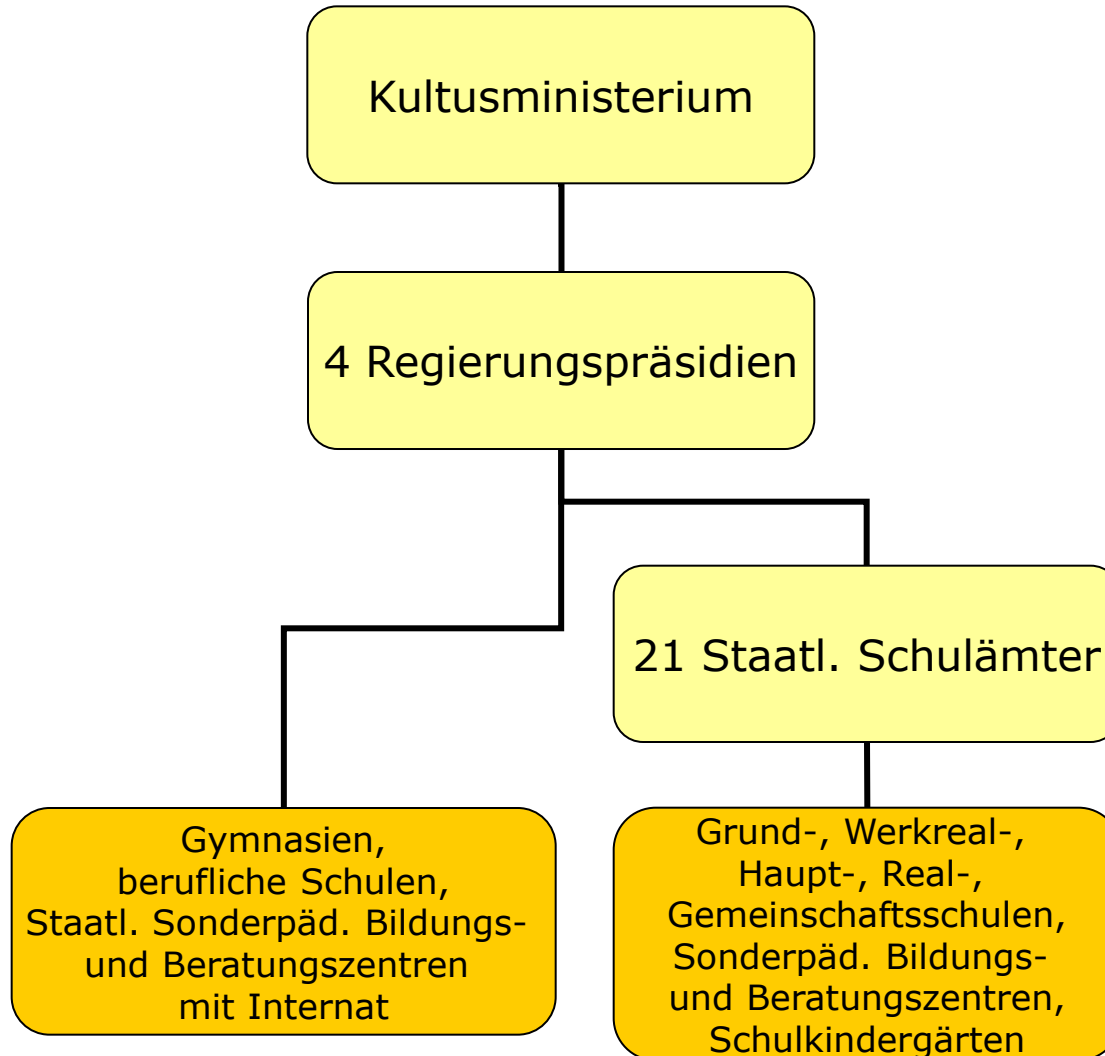 Kultusministerium
4 Regierungspräsidien
21 Staatl. Schulämter
Gymnasien,
berufliche Schulen,
Staatl. Sonderpäd. Bildungs-
und Beratungszentren
mit Internat
Grund-, Werkreal-,
Haupt-, Real-,
Gemeinschaftsschulen,
Sonderpäd. Bildungs-
und Beratungszentren,
Schulkindergärten